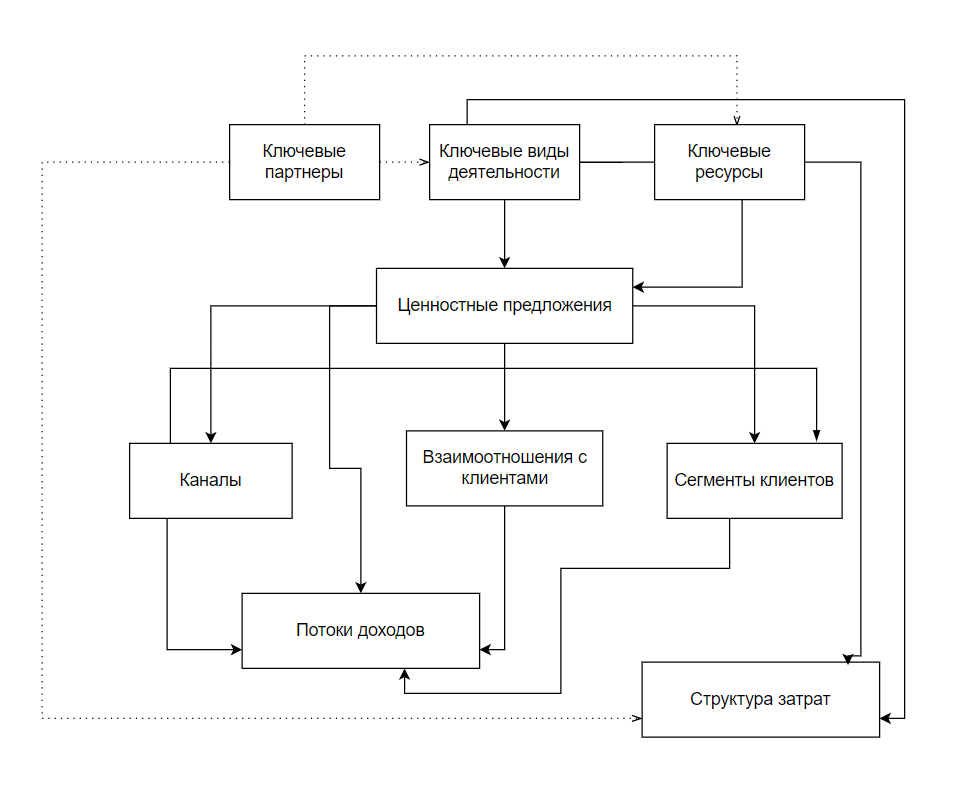 Ключевые
партнеры
Ключевые виды
деятельности
Ключевые
ресурсы
Ценностные предложения
Каналы
Взаимоотношения с
клиентами
Сегменты клиентов
Потоки доходов
Структура затрат